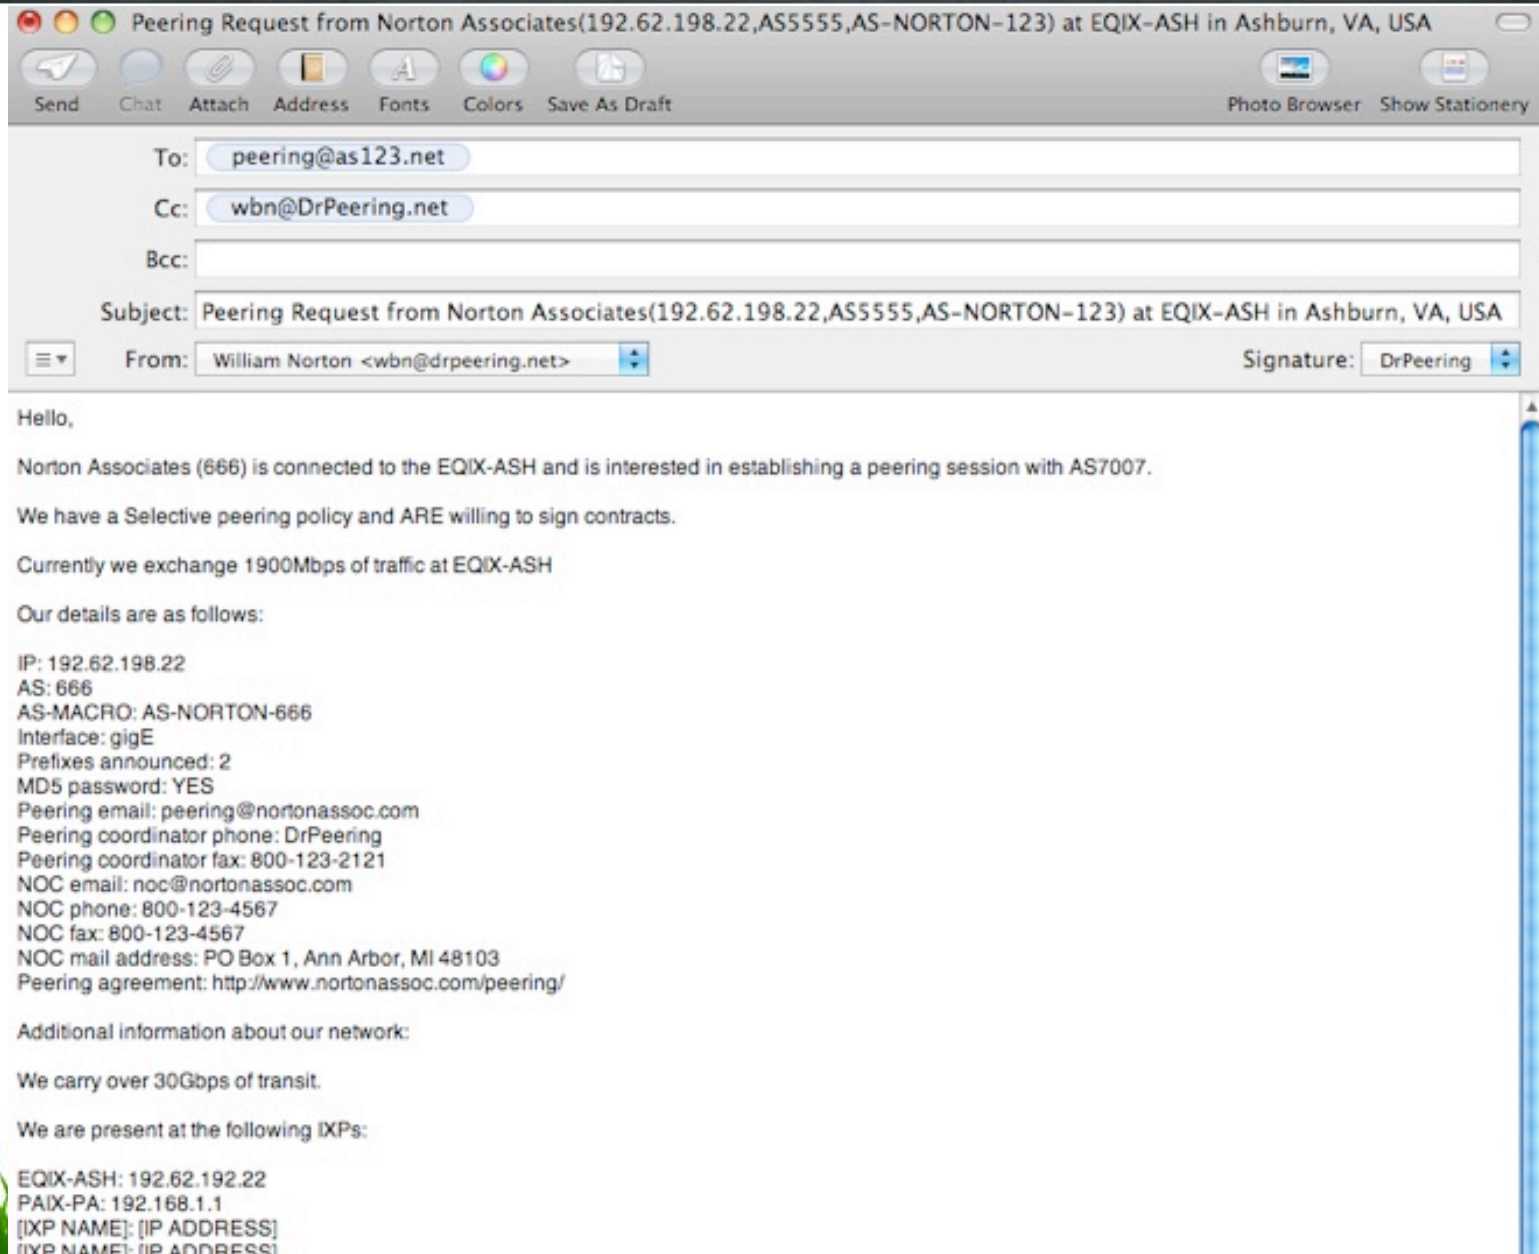 Peering Request from Norton Associates(192.62.198.22,AS5555,AS-NORTON-123) at EQIX-ASH in Ashburn, VA, USA
Send Chat Attach Address Fonts Colors Save As Draft Photo Browser Show Stationery
To: peering@as123.net
Cc: wbn@DrPeering.net
Bcc:
Subject: Peering Request from Norton Associates(192.62.198.22,AS5555,AS-NORTON-123) at EQIX-ASH in Ashburn, VA, USA
From: William Norton <wbn@drpeering.net> Signature: DrPeering
Hello,
Norton Associates (666) is connected to the EQIX-ASH and is interested in establishing a peering session with AS7007.
We have a Selective peering policy and ARE willing to sign contracts.
Currently we exchange 1900Mbps of traffic at EQIX-ASH
Our details are as follows:
IP: 192.62.198.22
AS: 666
AS-MACRO: AS-NORTON-666
Interface: gigE
Prefixes announced: 2
MD5 password: YES
Peering email: peering@nortonassoc.com
Peering coordinator phone: DrPeering
Peering coordinator fax: 800-123-2121
NOC email: noc@nortonassoc.com
NOC phone: 800-123-4567
NOC fax: 800-123-4567
NOC mail address: PO Box 1, Ann Arbor, MI 48103
Peering agreement: http://www.nortonassoc.com/peering/
Additional information about our network:
We carry over 30Gbps of transit.
We are present at the following IXPs:
EQIX-ASH: 192.62.192.22
PAIX-PA: 192.168.1.1
[IXP NAME]: [IP ADDRESS]
[IXP NAME]: [IP ADDRESS]